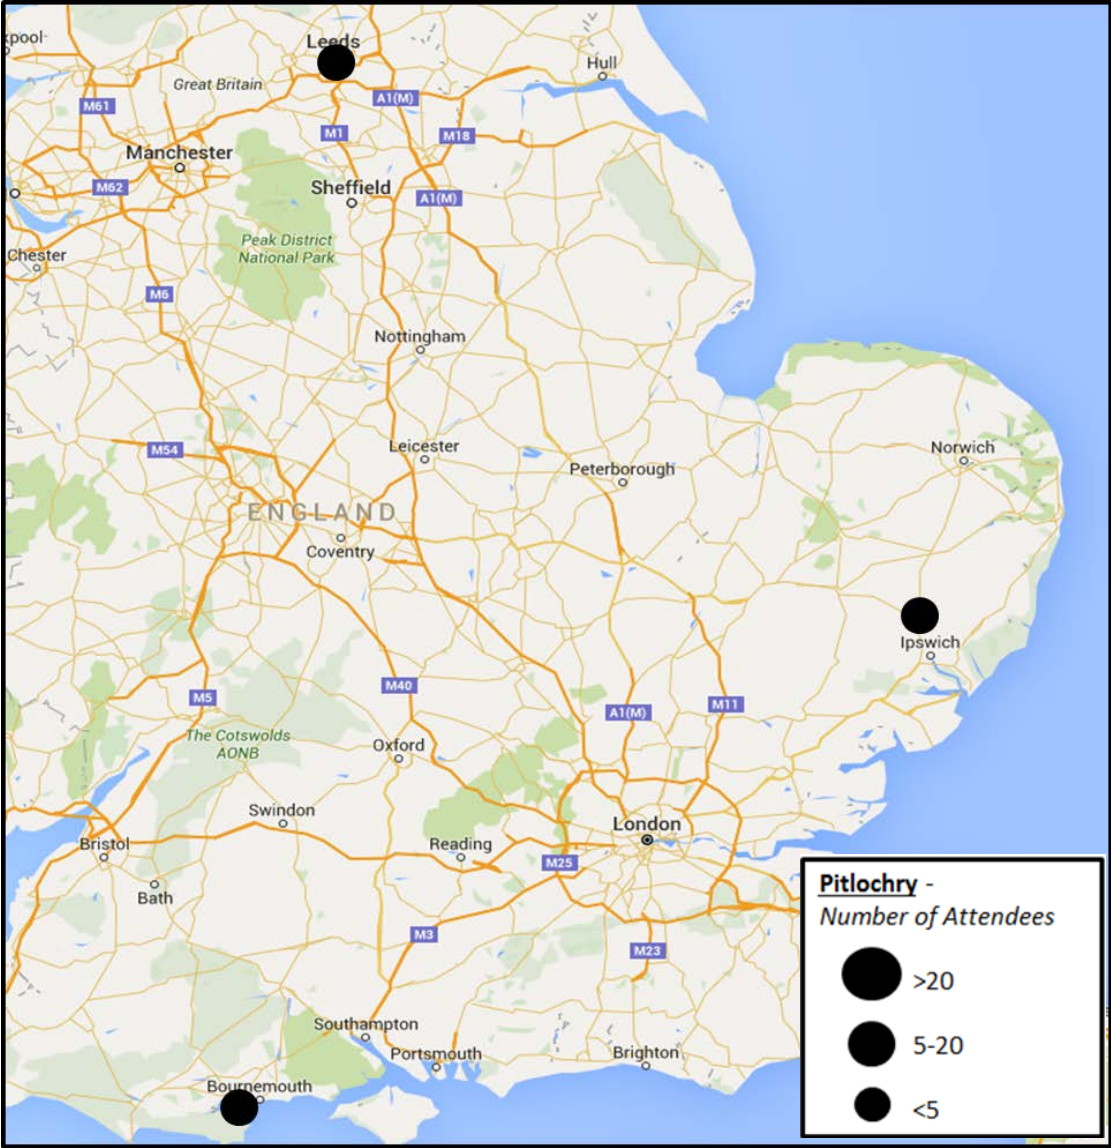 xpool
Leeds
Hull
Great Britain
A1(M)
M61
M1
M18
Manchester
M62
Sheffield
A1(M)
Peak District
National Park
Chester
M6
Nottingham
M54
Leicester
Norwich
Peterborough
ENGLAND
Coventry
Ipswich
M40
M5
A1(M)
M11
The Cotswolds
AONB
Oxford
Swindon
London
Bristol
Reading
M25
Bath
M3
M23
Southampton
Portsmouth
Brighton
Bournemouth
Pitlochry -
Number of Attendees
>20
5-20
<5